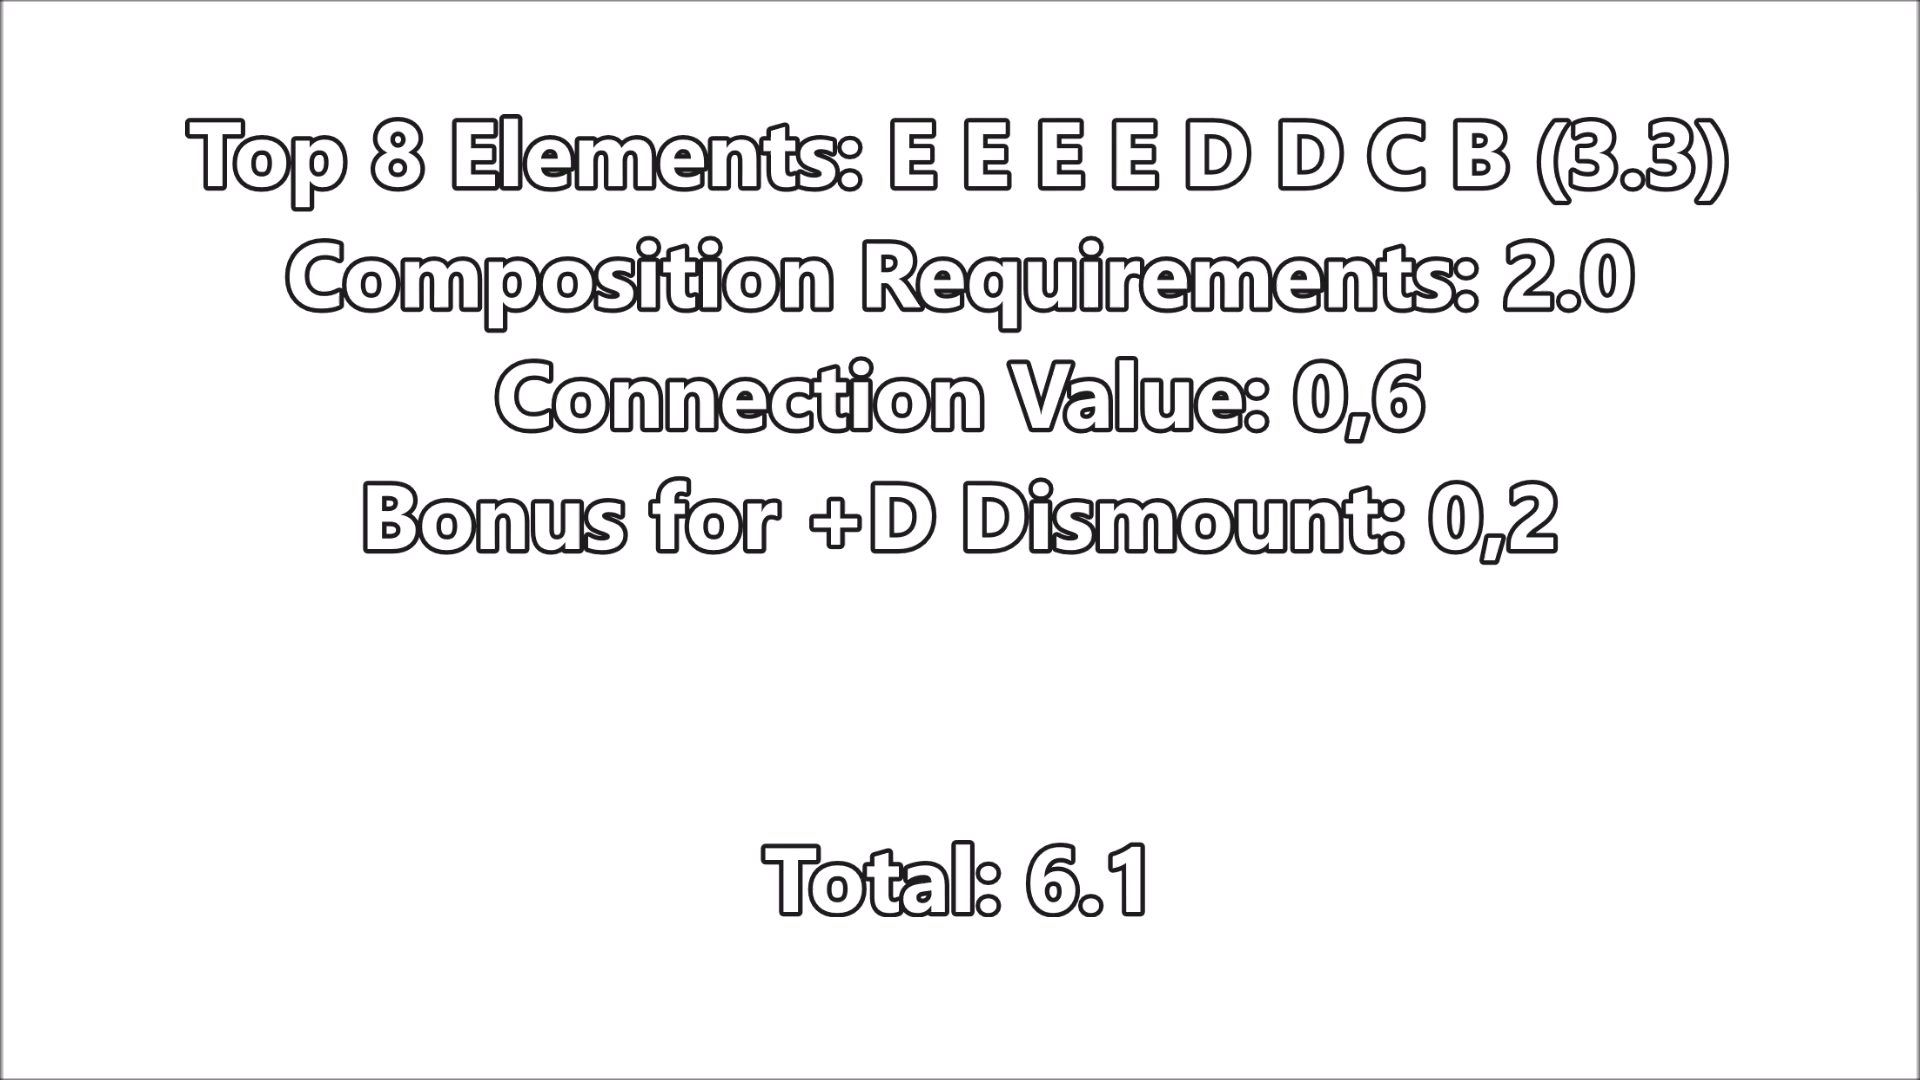 Top 8 Elements: E E E E D D C B (3.3)
Composition Requirements: 2.0
Connection Value: 0,6
Bonus for +D Dismount: 0,2
Total: 6.1